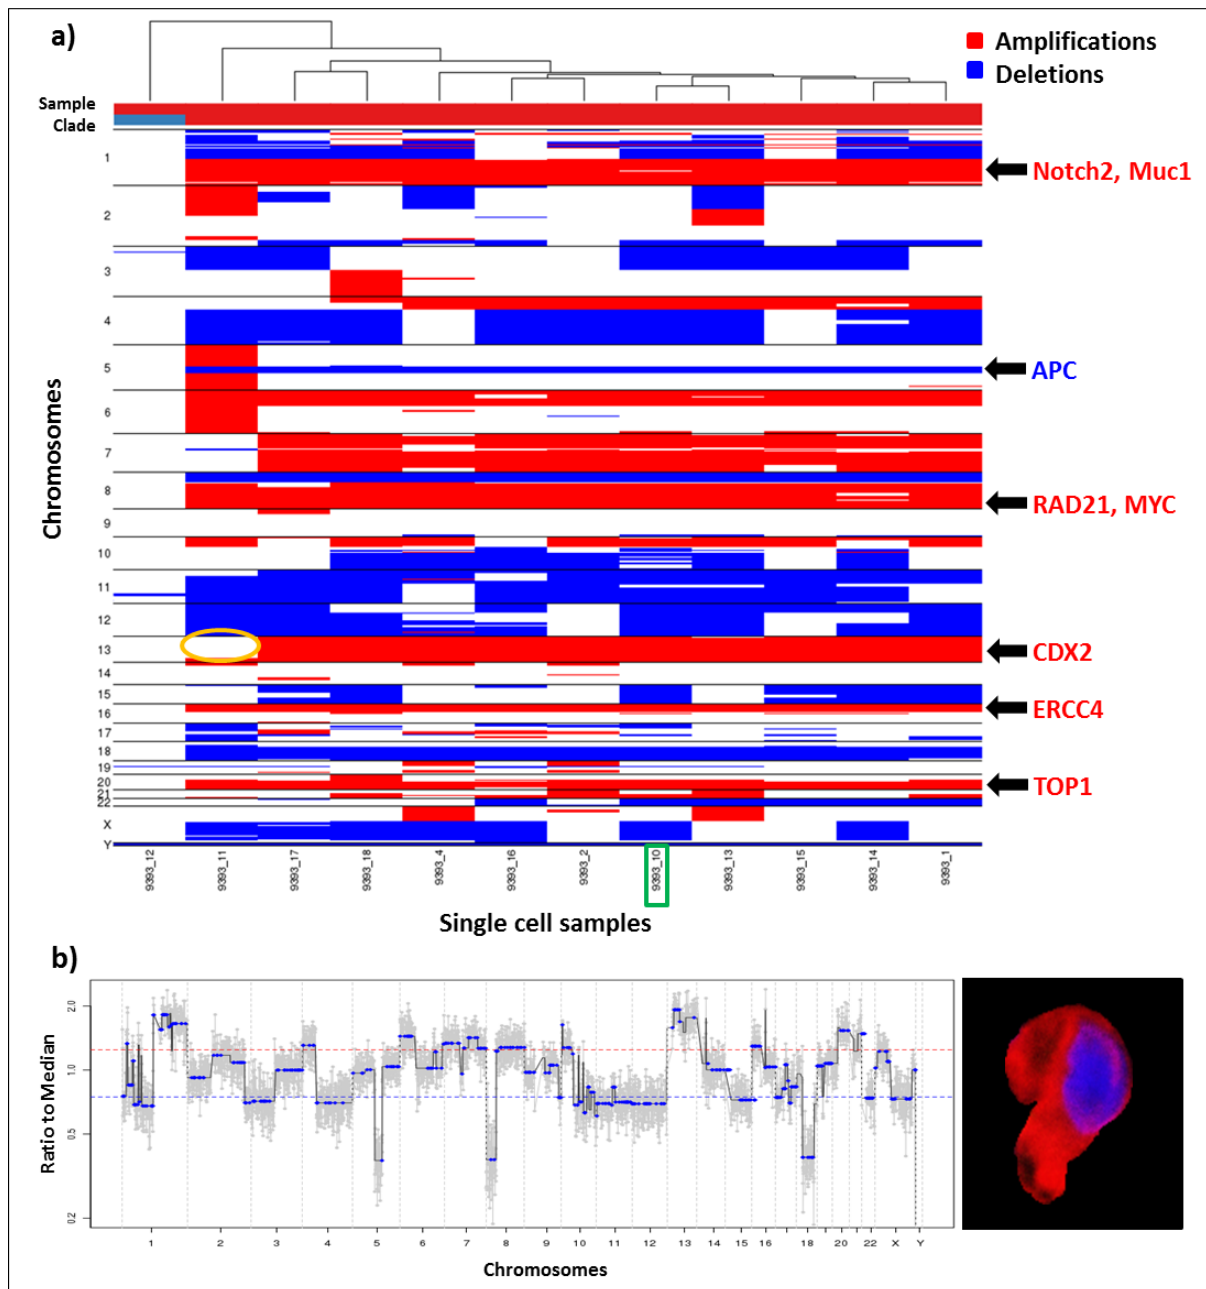 a)
Amplifications
Deletions
Sample
Clade
Chromosomes
1
2
3
4
5
6
7
8
9
10
11
12
13
14
15
16
17
18
19
20
21
22
X
Y
Notch2, Muc1
APC
RAD21, MYC
CDX2
ERCC4
TOP1
9393_12
9393_11
9393_17
9393_18
9393_4
9393_16
9393_2
9393_10
9393_13
9393_15
9393_14
9393_1
Single cell samples
b)
Ratio to Median
2.0
1.0
0.5
0.2
1 2 3 4 5 6 7 8 9 10 11 12 13 14 15 16 18 20 22 X Y
Chromosomes